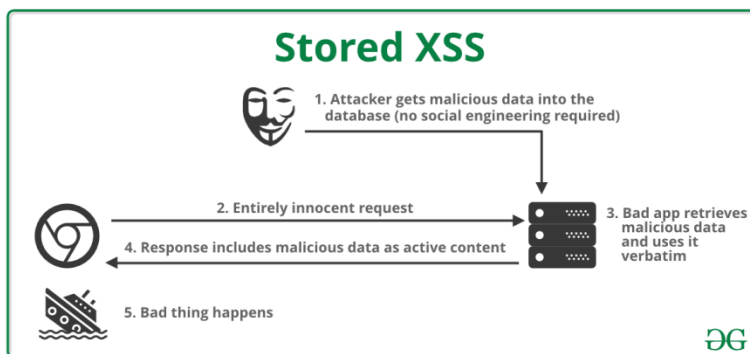 Stored XSS
1. Attacker gets malicious data into the
database (no social engineering required)
2. Entirely innocent request
3. Bad app retrieves
malicious data
and uses it
verbatim
4. Response includes malicious data as active content
5. Bad thing happens